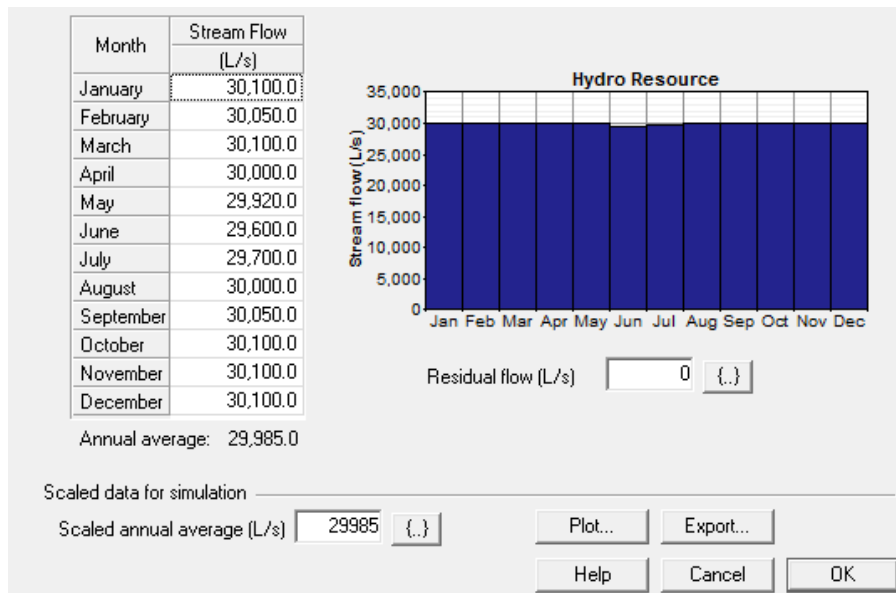 Month Stream Flow
(L/s)
January 30,100.0
February 30,050.0
March 30,100.0
April 30,000.0
May 29,920.0
June 29,600.0
July 29,700.0
August 30,000.0
September 30,050.0
October 30,100.0
November 30,100.0
December 30,100.0
Annual average: 29,985.0
Hydro Resource
Stream flow (L/s)
35,000
30,000
25,000
20,000
15,000
10,000
5,000
0
Jan Feb Mar Apr May Jun Jul Aug Sep Oct Nov Dec
Residual flow (L/s) 0 {..}
Scaled data for simulation
Scaled annual average (L/s) 29985 {..}
Plot... Export...
Help Cancel OK